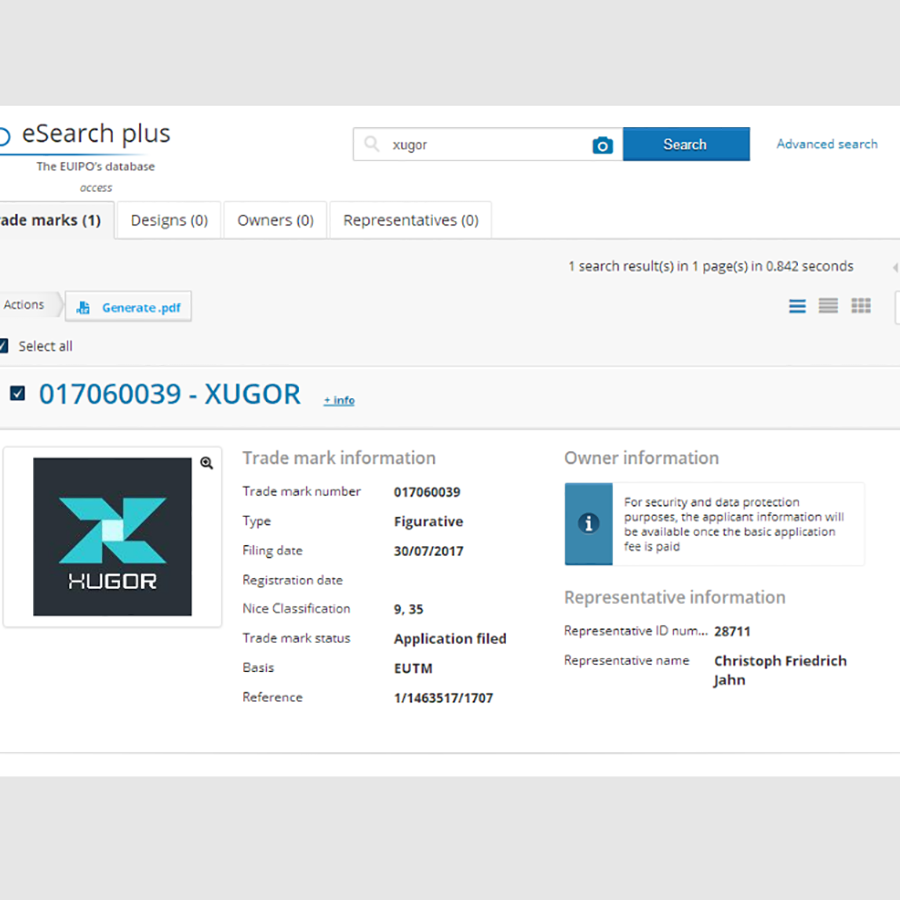 eSearch plus
The EUIPO's database
access
xugor
Search
Advanced search
rade marks (1)
Designs (0)
Owners (0)
Representatives (0)
1 search result(s) in 1 page(s) in 0.842 seconds
Actions
Generate .pdf
Select all
017060039 - XUGOR
+ info
XUGOR
Trade mark information
Trade mark number 017060039
Type Figurative
Filing date 30/07/2017
Registration date
Nice Classification 9, 35
Trade mark status Application filed
Basis EUTM
Reference 1/1463517/1707
Owner information
For security and data protection
purposes, the applicant information will
be available once the basic application
fee is paid
Representative information
Representative ID num... 28711
Representative name Christoph Friedrich
Jahn